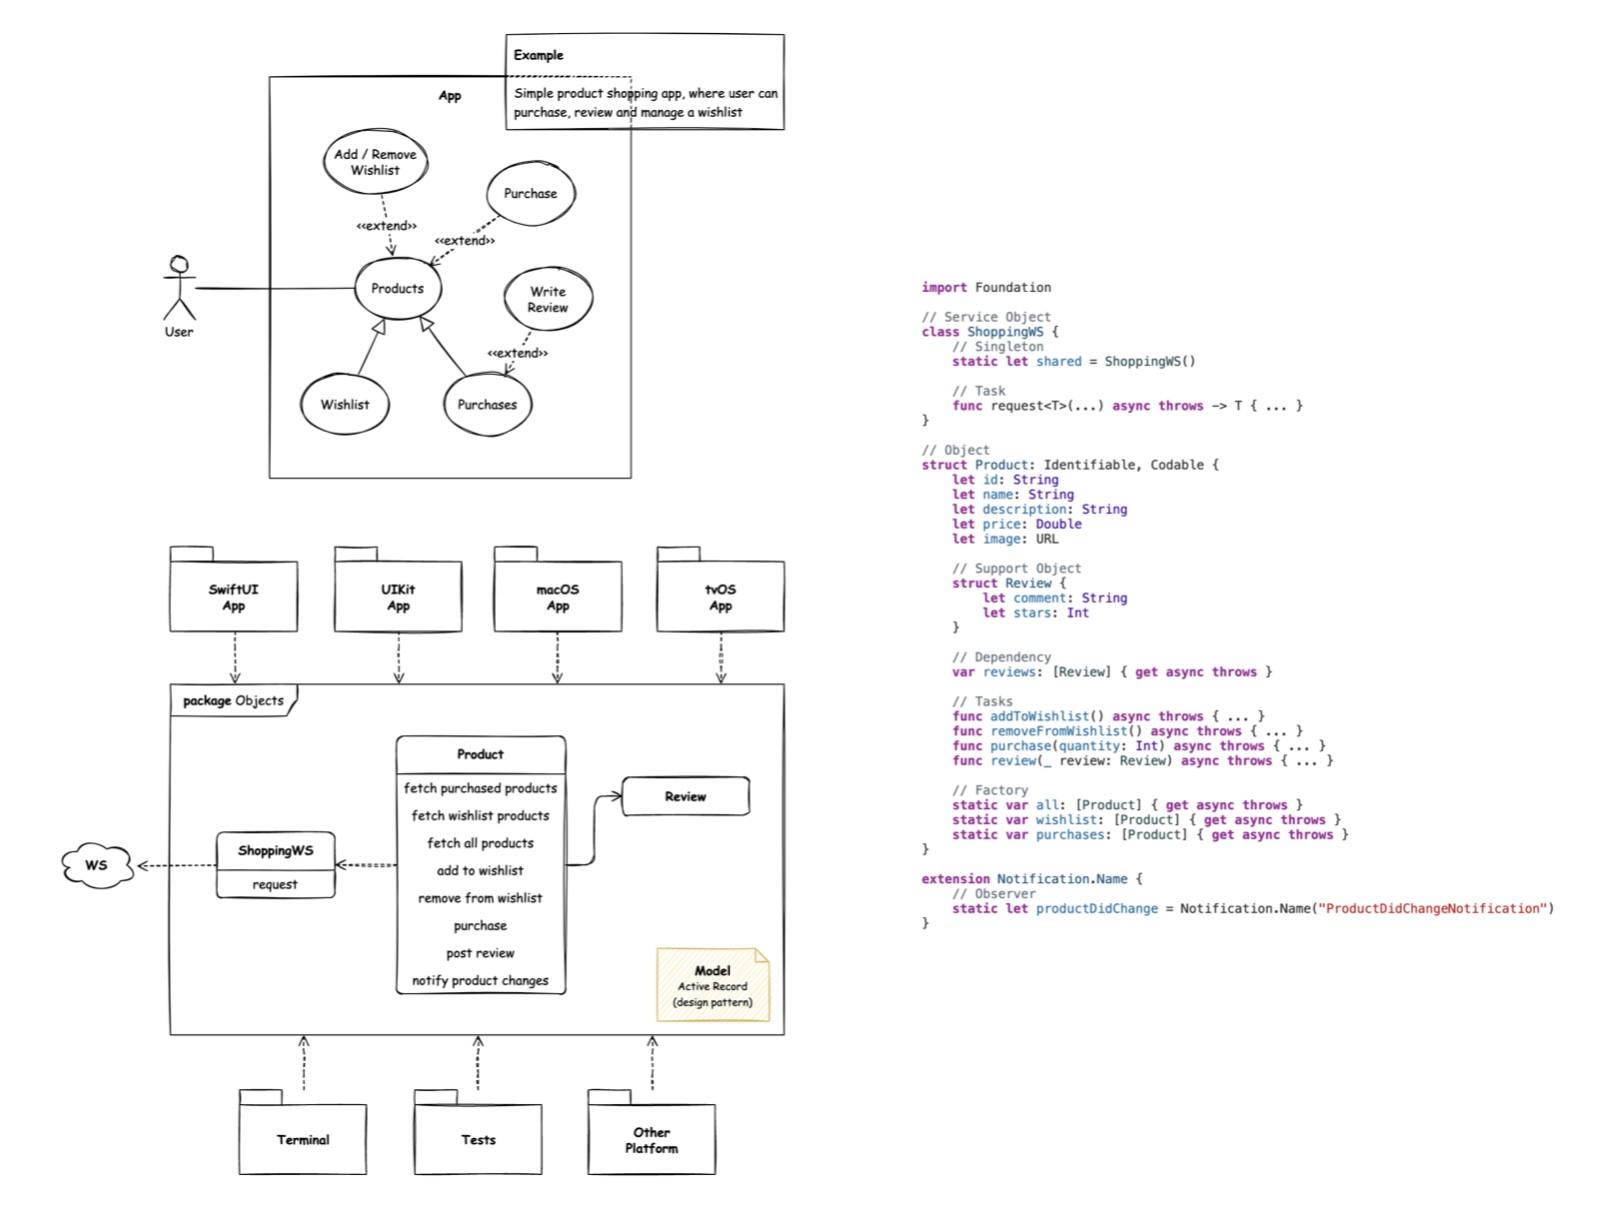 Example
Simple product shopping app, where user can
purchase, review and manage a wishlist
App
Add / Remove
Wishlist
Purchase
<<extend>>
<<extend>>
Products
Write
Review
User
<<extend>>
Wishlist
Purchases
SwiftUI
App
UIKit
App
macOS
App
tvOS
App
package Objects
Product
fetch purchased products
fetch wishlist products
fetch all products
add to wishlist
remove from wishlist
purchase
post review
notify product changes
Review
ShoppingWS
request
WS
Model
Active Record
(design pattern)
Terminal
Tests
Other
Platform
import Foundation
// Service Object
class ShoppingWS {
    // Singleton
    static let shared = ShoppingWS()
    // Task
    func request<T>(...) async throws -> T { ... }
}
// Object
struct Product: Identifiable, Codable {
    let id: String
    let name: String
    let description: String
    let price: Double
    let image: URL
    // Support Object
    struct Review {
        let comment: String
        let stars: Int
    }
    // Dependency
    var reviews: [Review] { get async throws }
    // Tasks
    func addToWishlist() async throws { ... }
    func removeFromWishlist() async throws { ... }
    func purchase(quantity: Int) async throws { ... }
    func review(_ review: Review) async throws { ... }
    // Factory
    static var all: [Product] { get async throws }
    static var wishlist: [Product] { get async throws }
    static var purchases: [Product] { get async throws }
}
extension Notification.Name {
    // Observer
    static let productDidChange = Notification.Name("ProductDidChangeNotification")
}